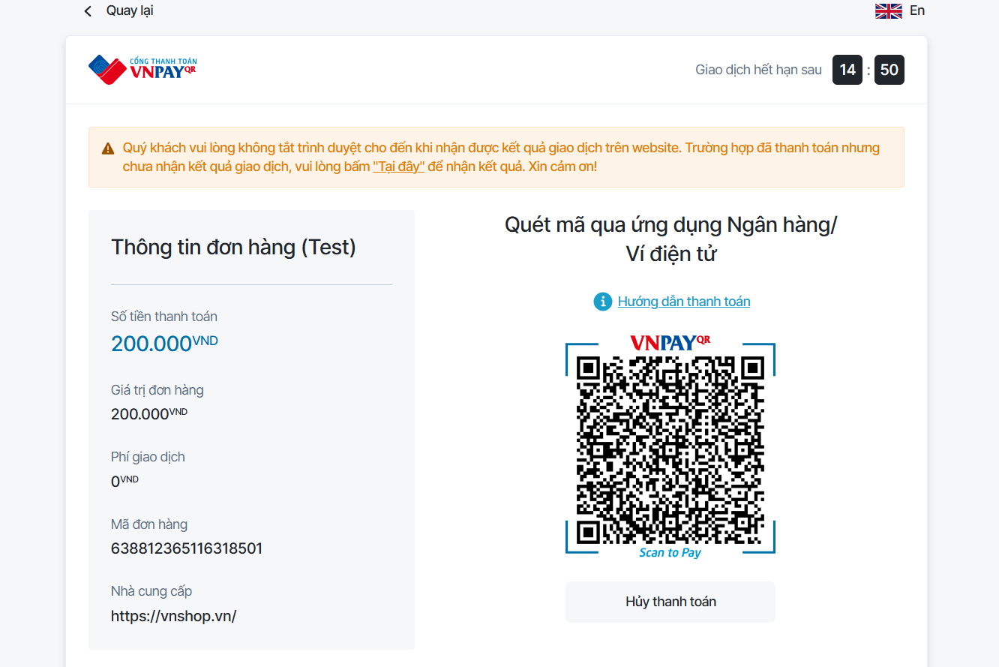 Quay lại
En
CỔNG THANH TOÁN
VNPAYQR
Giao dịch hết hạn sau 14 : 50
Quý khách vui lòng không tắt trình duyệt cho đến khi nhận được kết quả giao dịch trên website. Trường hợp đã thanh toán nhưng
chưa nhận kết quả giao dịch, vui lòng bấm "Tại đây" để nhận kết quả. Xin cảm ơn!
Thông tin đơn hàng (Test)
Số tiền thanh toán
200.000VND
Giá trị đơn hàng
200.000VND
Phí giao dịch
0VND
Mã đơn hàng
638812365116318501
Nhà cung cấp
https://vnshop.vn/
Quét mã qua ứng dụng Ngân hàng/
Ví điện tử
Hướng dẫn thanh toán
VNPAYQR
Scan to Pay
Hủy thanh toán